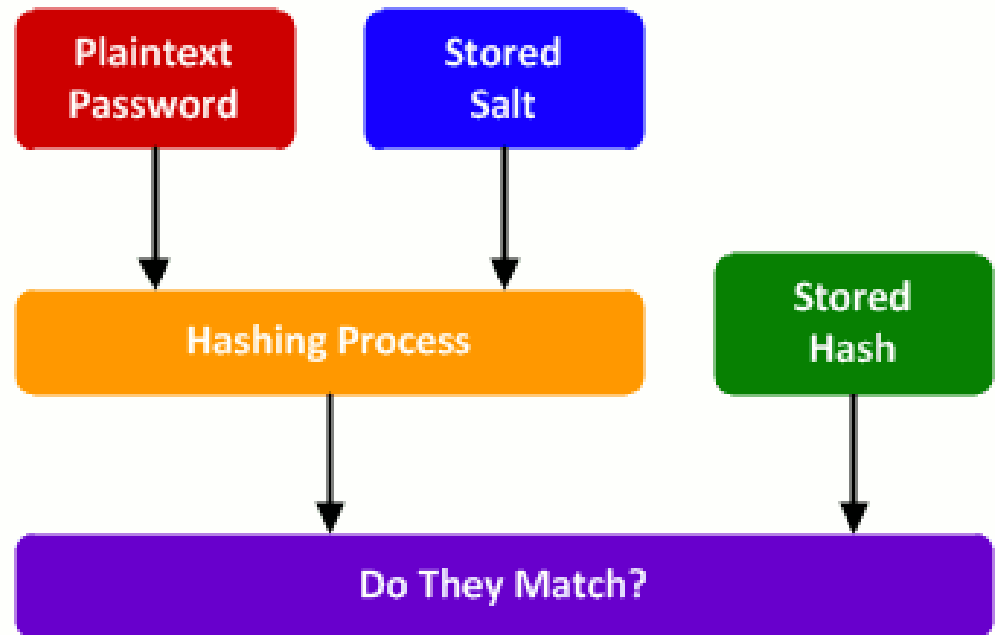 Plaintext
Password
Stored
Salt
Hashing Process
Stored
Hash
Do They Match?